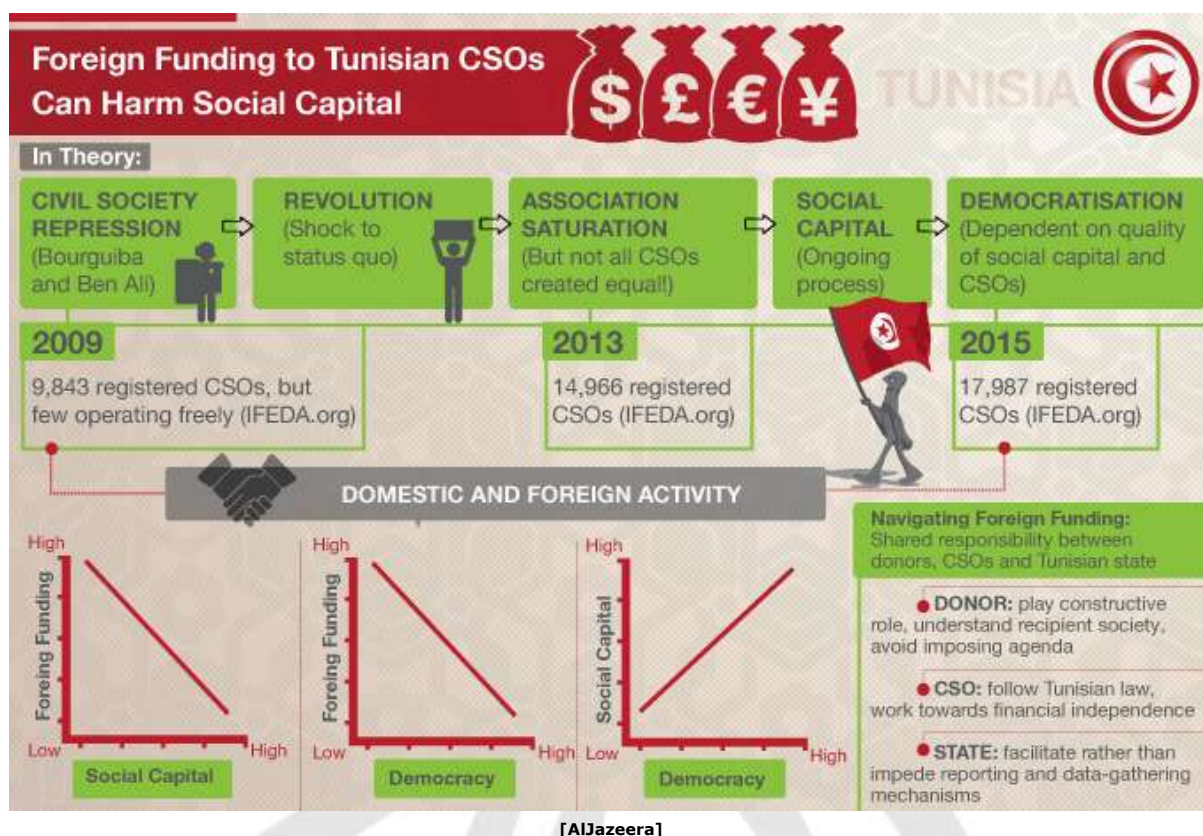 Foreign Funding to Tunisian CSOs
Can Harm Social Capital
$ £ € ¥
TUNISIA
In Theory:
CIVIL SOCIETY
REPRESSION
(Bourguiba
and Ben Ali)
REVOLUTION
(Shock to
status quo)
ASSOCIATION
SATURATION
(But not all CSOs
created equal!)
SOCIAL
CAPITAL
(Ongoing
process)
DEMOCRATISATION
(Dependent on quality
of social capital and
CSOs)
2009
9,843 registered CSOs, but
few operating freely (IFEDA.org)
2013
14,966 registered
CSOs (IFEDA.org)
2015
17,987 registered
CSOs (IFEDA.org)
DOMESTIC AND FOREIGN ACTIVITY
High
Foreing Funding
Low
High
Social Capital
High
Foreing Funding
Low
High
Democracy
High
Social Capital
Low
High
Democracy
Navigating Foreign Funding:
Shared responsibility between
donors, CSOs and Tunisian state
DONOR: play constructive
role, understand recipient society,
avoid imposing agenda
CSO: follow Tunisian law,
work towards financial independence
STATE: facilitate rather than
impede reporting and data-gathering
mechanisms
[AlJazeera]